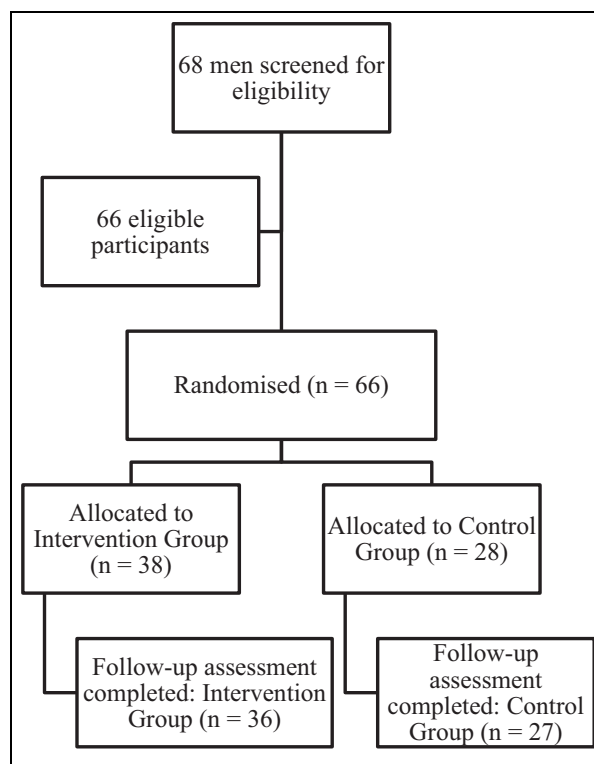 68 men screened for
eligibility
66 eligible
participants
Randomised (n = 66)
Allocated to
Intervention Group
(n = 38)
Allocated to Control
Group (n = 28)
Follow-up assessment
completed: Intervention
Group (n = 36)
Follow-up
assessment
completed: Control
Group (n = 27)